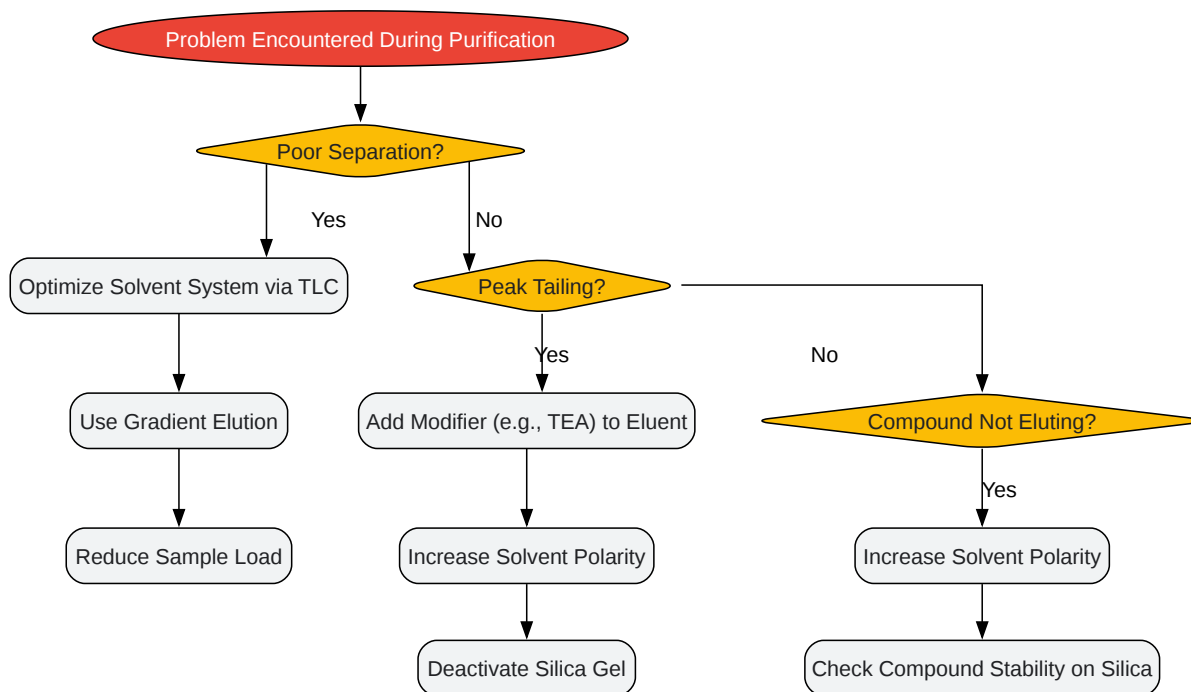 Problem Encountered During Purification
Poor Separation?
Yes
No
Optimize Solvent System via TLC
Peak Tailing?
Yes
No
Use Gradient Elution
Add Modifier (e.g., TEA) to Eluent
Compound Not Eluting?
Yes
Reduce Sample Load
Increase Solvent Polarity
Increase Solvent Polarity
Deactivate Silica Gel
Check Compound Stability on Silica